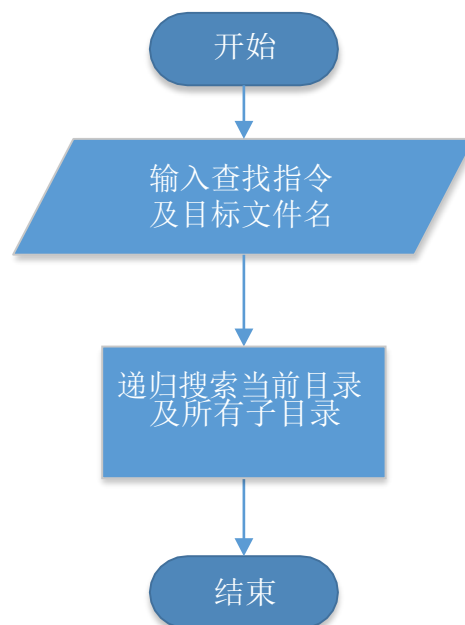 开始
输入查找指令
及目标文件名
递归搜索当前目录
及所有子目录
结束